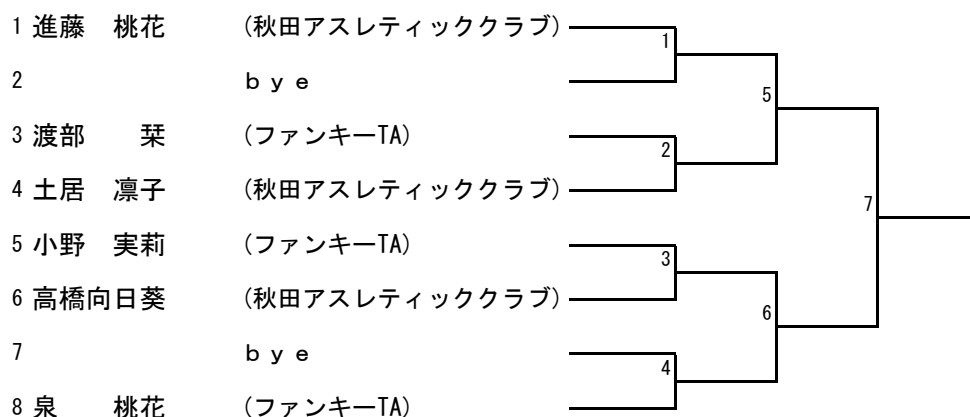 1 進藤　桃花 (秋田アスレティッククラブ)
1
2 ｂｙｅ
5
3 渡部　　栞 (ファンキーTA)
2
4 土居　凛子 (秋田アスレティッククラブ)
7
5 小野　実莉 (ファンキーTA)
3
6 高橋向日葵 (秋田アスレティッククラブ)
6
7 ｂｙｅ
4
8 泉　　桃花 (ファンキーTA)